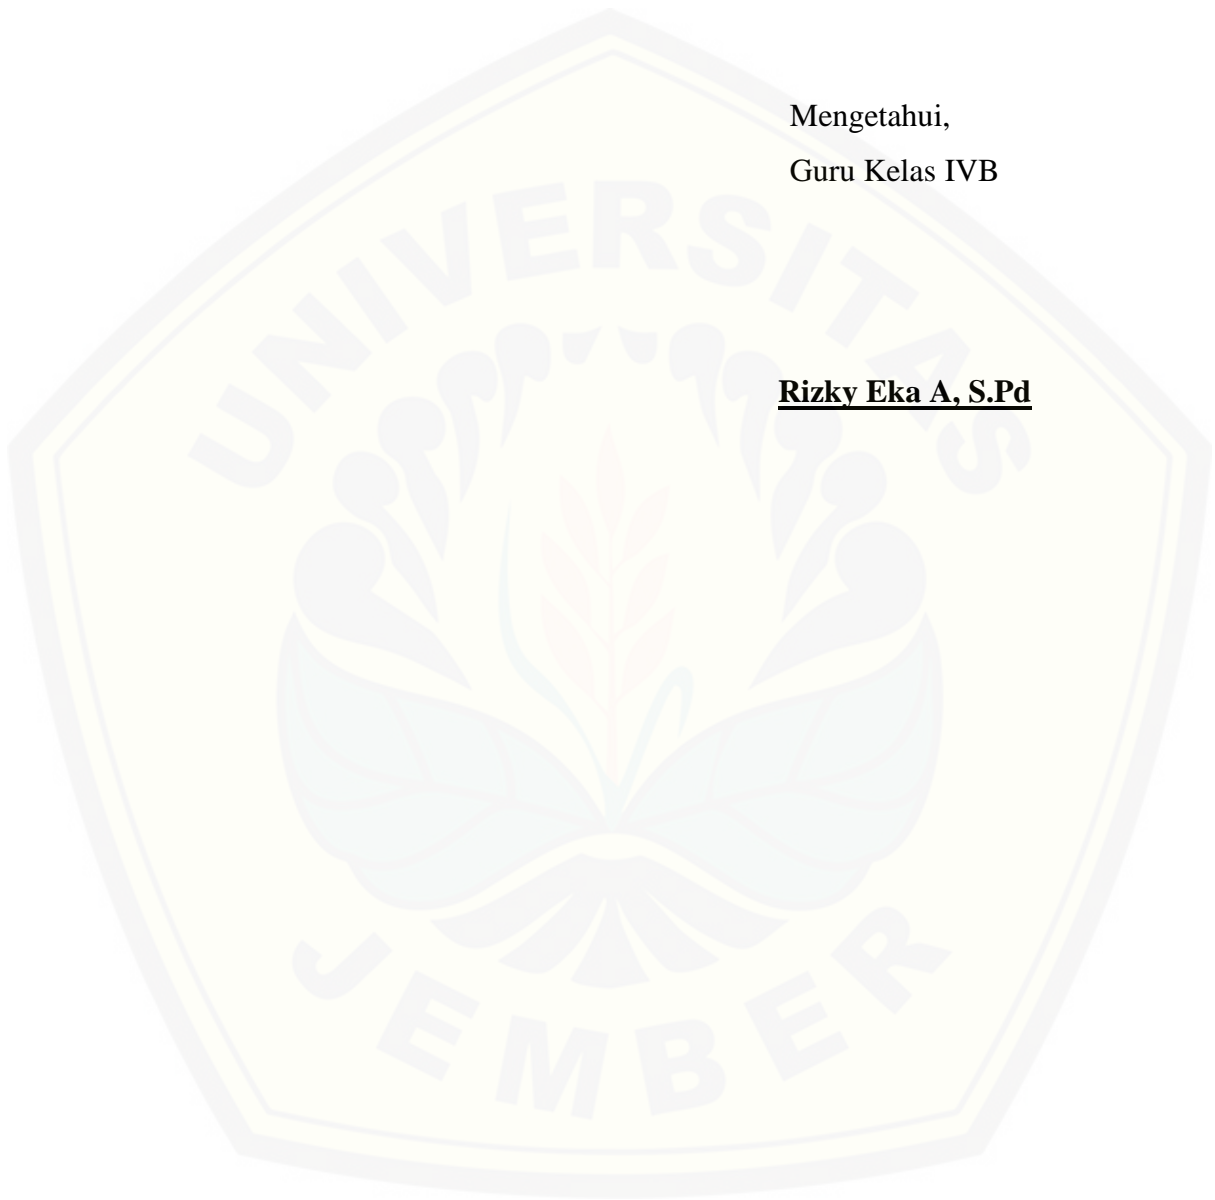 Mengetahui,
Guru Kelas IVB
Rizky Eka A, S.Pd
UNIVERSITAS
JEMBER